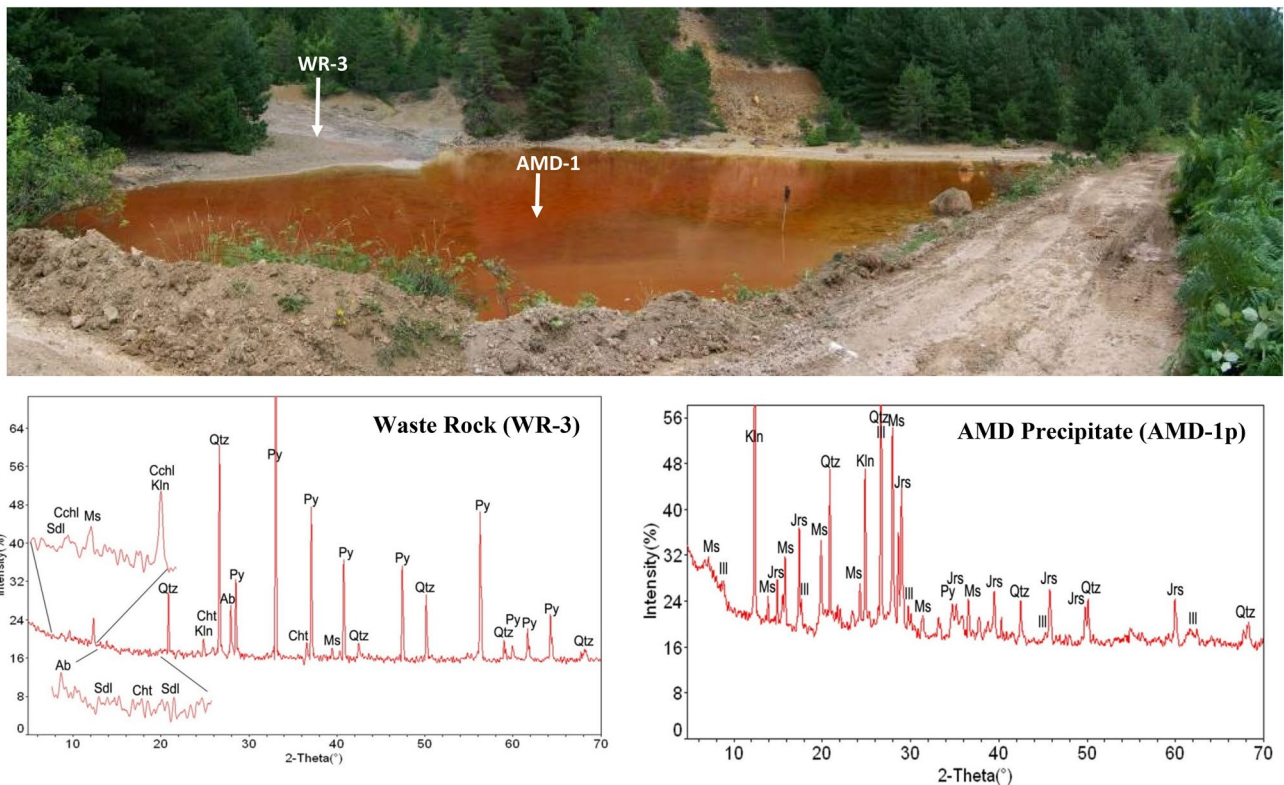 WR-3
AMD-1
Waste Rock (WR-3)
64
56
48
40
32
24
16
8
0
Cchl
Kln
Cchl
Ms
Sdl
Qtz
Qtz
Py
Py
Py
Py
Py
Qtz
Ab
Py
Cht
Kln
Cht
Ms
Qtz
Qtz
Py
Py
Py
Qtz
Ab
Sdl
Cht
Sdl
10
20
30
40
50
60
70
2-Theta(°)
AMD Precipitate (AMD-1p)
Intensity(%)
56
48
40
32
24
16
8
0
Kln
Qtz
Ill
Ms
Qtz
Kln
Jrs
Jrs
Ms
Ms
Ms
Ill
Jrs
Ms
Ill
Ms
Ill
Ms
Jrs
Py
Ms
Jrs
Qtz
Jrs
Ill
Jrs
Qtz
Jrs
Ill
Qtz
10
20
30
40
50
60
70
2-Theta(°)